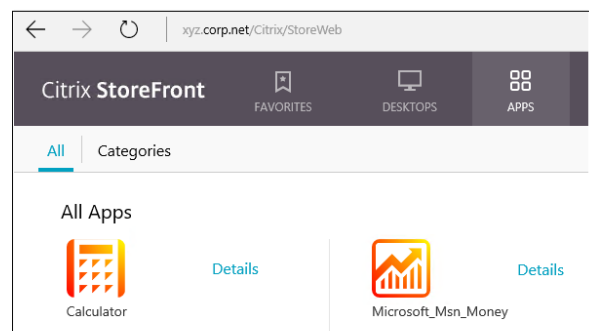 xyz.corp.net/Citrix/StoreWeb
Citrix StoreFront
FAVORITES
DESKTOPS
APPS
All
Categories
All Apps
Details
Details
Calculator
Microsoft_Msn_Money